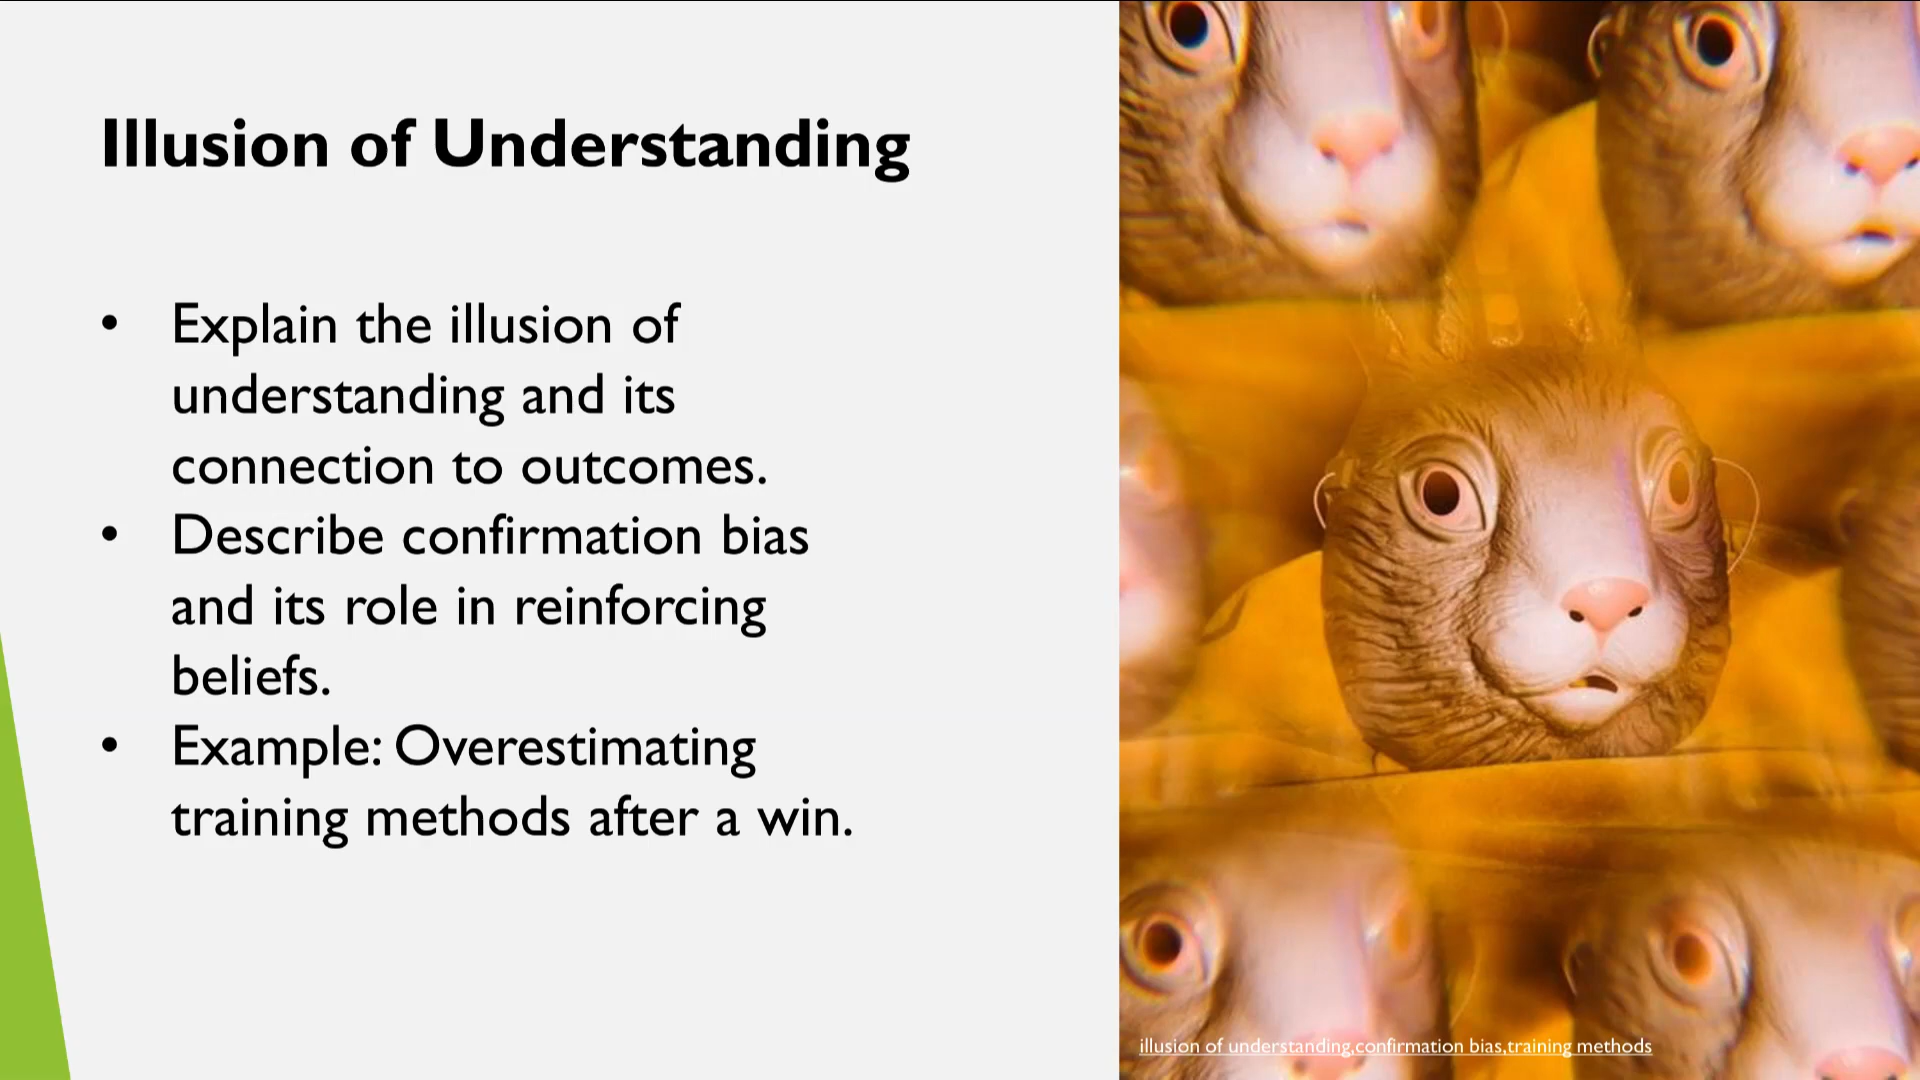 Illusion of Understanding
• Explain the illusion of
understanding and its
connection to outcomes.
• Describe confirmation bias
and its role in reinforcing
beliefs.
• Example: Overestimating
training methods after a win.
illusion of understanding,confirmation bias,training methods